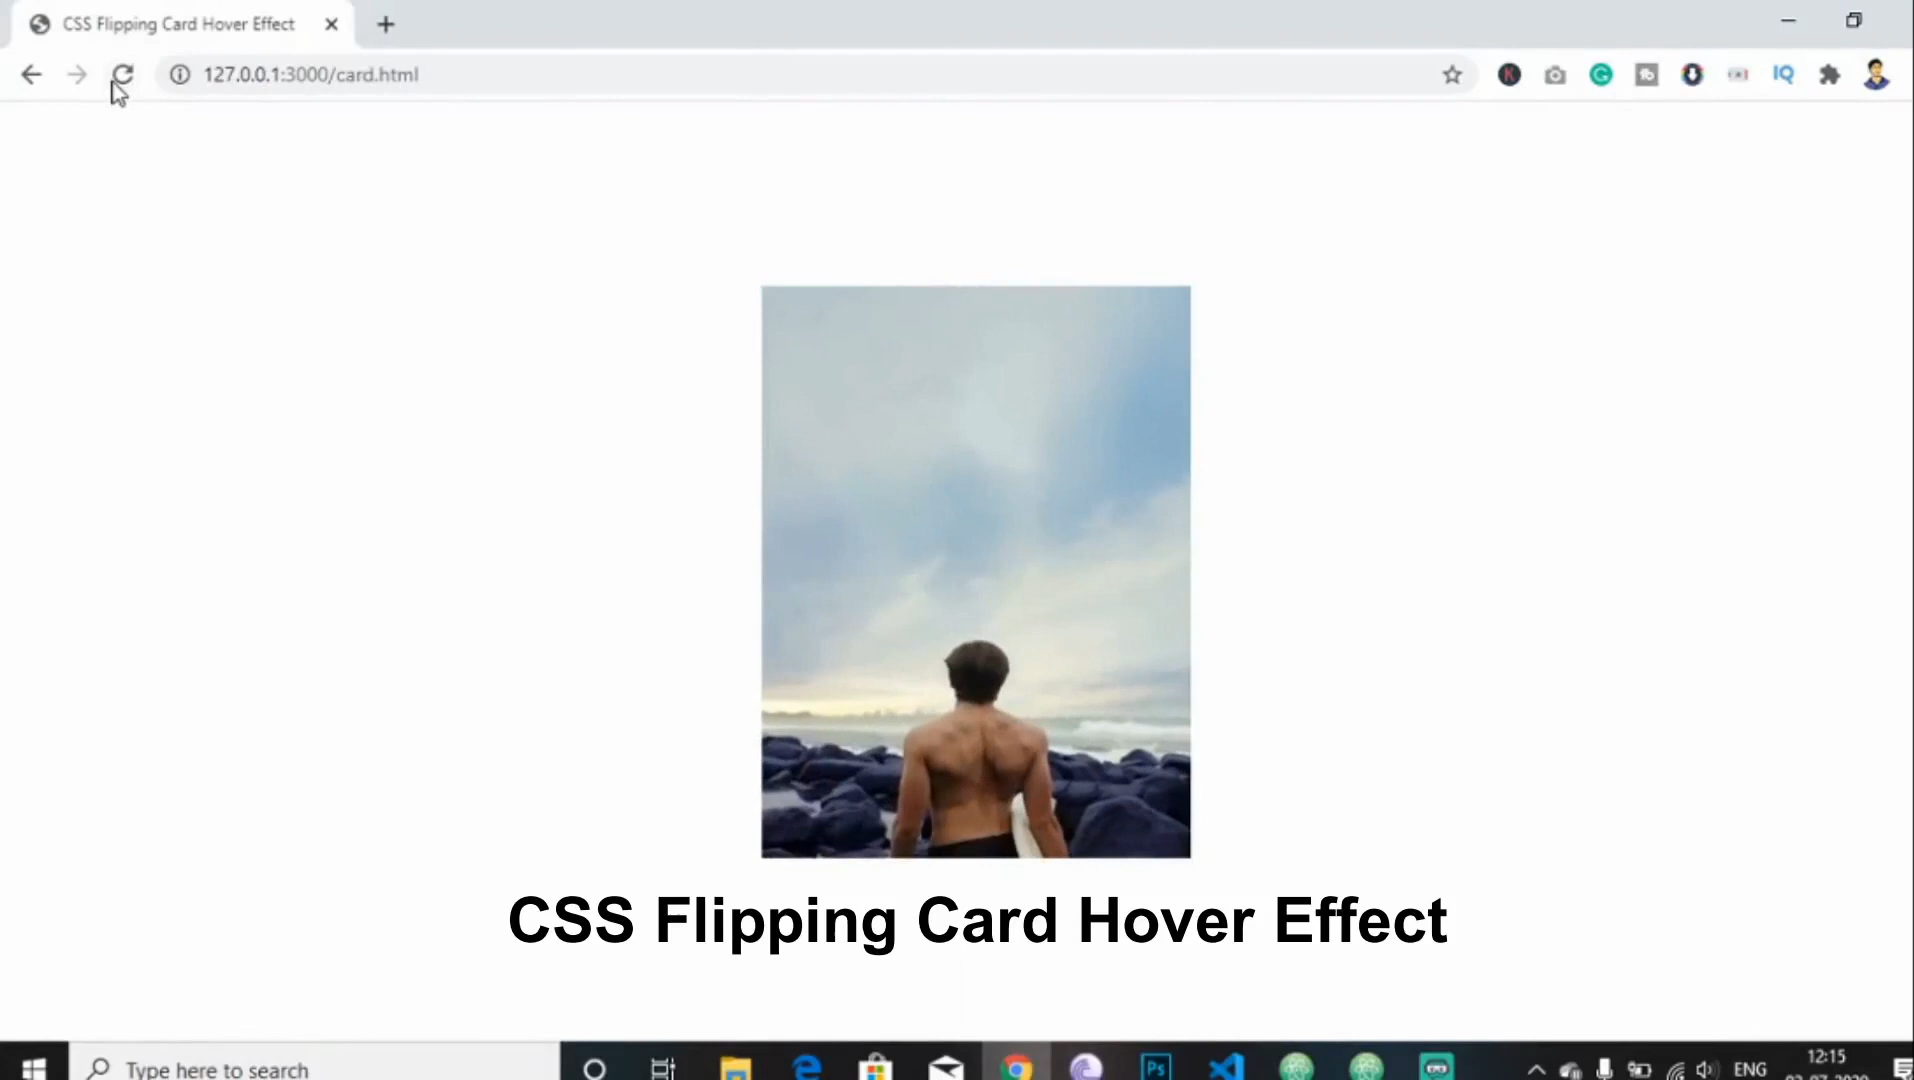 CSS Flipping Card Hover Effect
127.0.0.1:3000/card.html
IQ
CSS Flipping Card Hover Effect
Type here to search
Ps
ENG
12:15